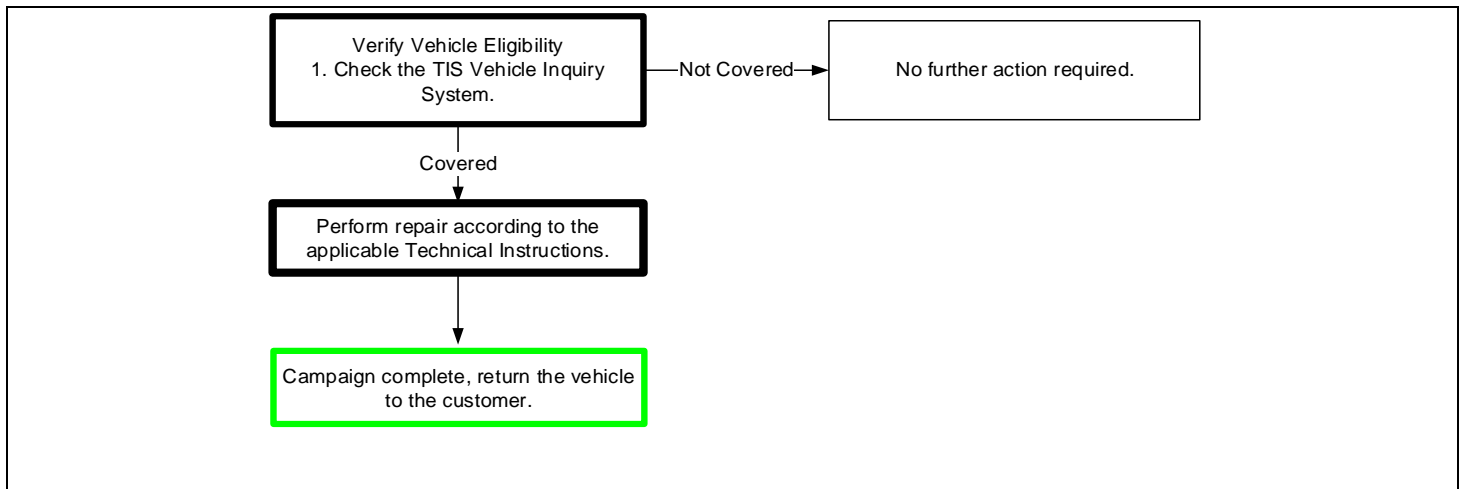 Verify Vehicle Eligibility
1. Check the TIS Vehicle Inquiry
System.
Not Covered
No further action required.
Covered
Perform repair according to the
applicable Technical Instructions.
Campaign complete, return the vehicle
to the customer.